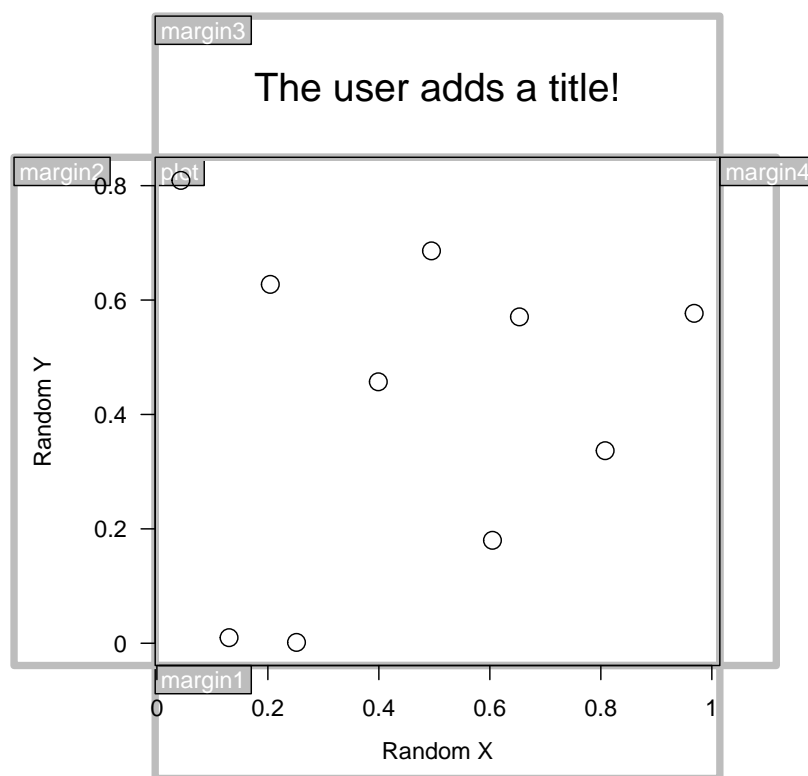 margin3
The user adds a title!
margin2
plot
margin4
0.8
0.6
0.4
0.2
0
Random Y
margin1
0
0.2
0.4
0.6
0.8
1
Random X